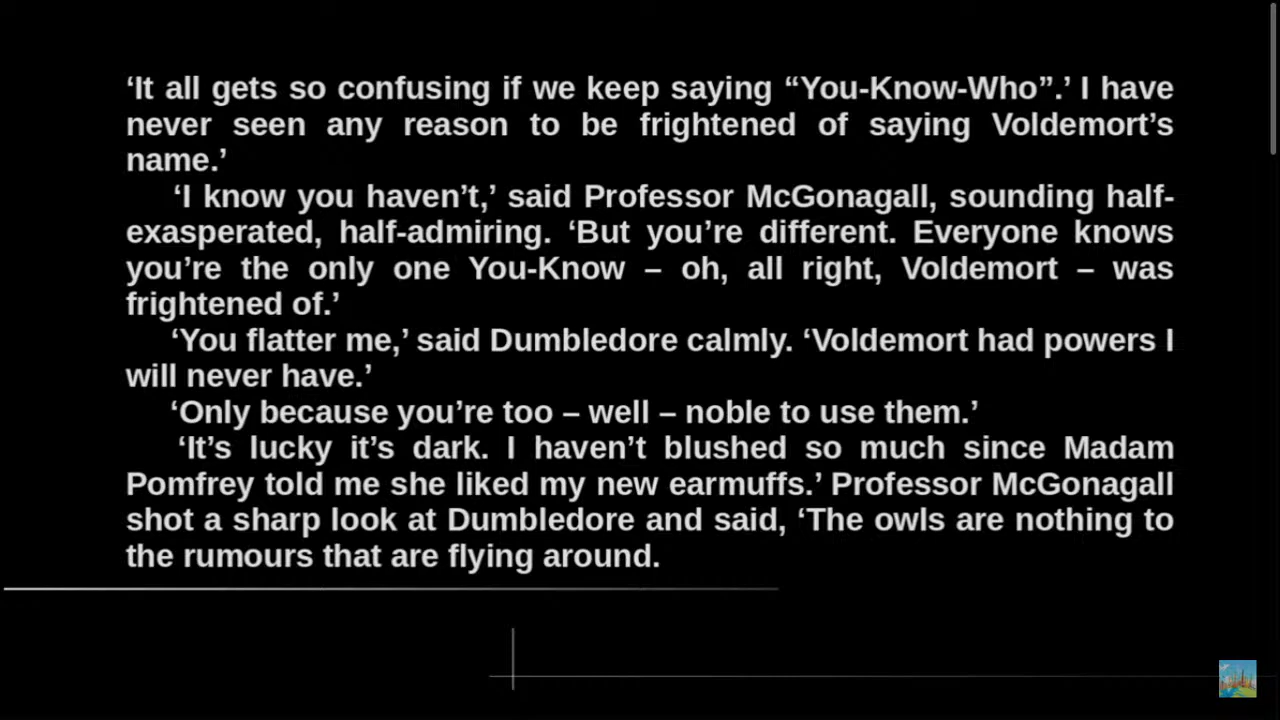 ‘It all gets so confusing if we keep saying “You-Know-Who”.’ I have
never seen any reason to be frightened of saying Voldemort’s
name.’
‘I know you haven’t,’ said Professor McGonagall, sounding half-
exasperated, half-admiring. ‘But you’re different. Everyone knows
you’re the only one You-Know – oh, all right, Voldemort – was
frightened of.’
‘You flatter me,’ said Dumbledore calmly. ‘Voldemort had powers I
will never have.’
‘Only because you’re too – well – noble to use them.’
‘It’s lucky it’s dark. I haven’t blushed so much since Madam
Pomfrey told me she liked my new earmuffs.’ Professor McGonagall
shot a sharp look at Dumbledore and said, ‘The owls are nothing to
the rumours that are flying around.